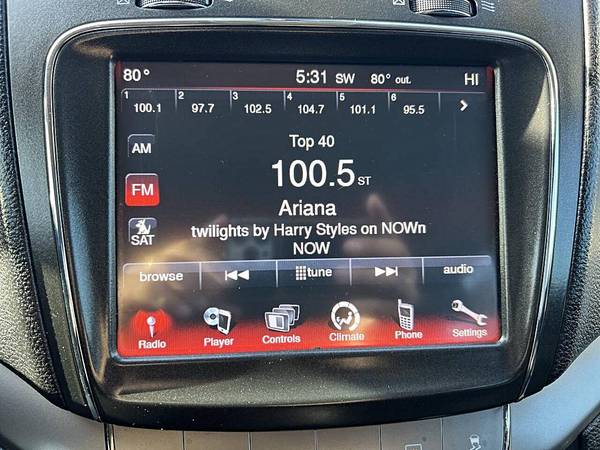 80° 5:31 SW 80° out. HI
1 2 3 4 5 6
100.1 97.7 102.5 104.7 101.1 95.5
AM
Top 40
100.5 ST
FM
Ariana
SAT
twilights by Harry Styles on NOWn
NOW
browse tune audio
Radio Player Controls Climate Phone Settings